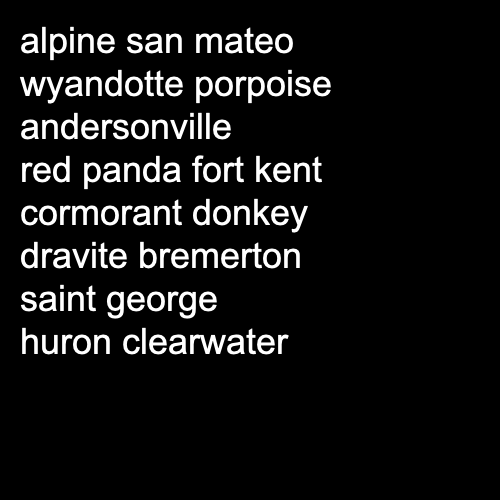 alpine san mateo
wyandotte porpoise
andersonville
red panda fort kent
cormorant donkey
dravite bremerton
saint george
huron clearwater